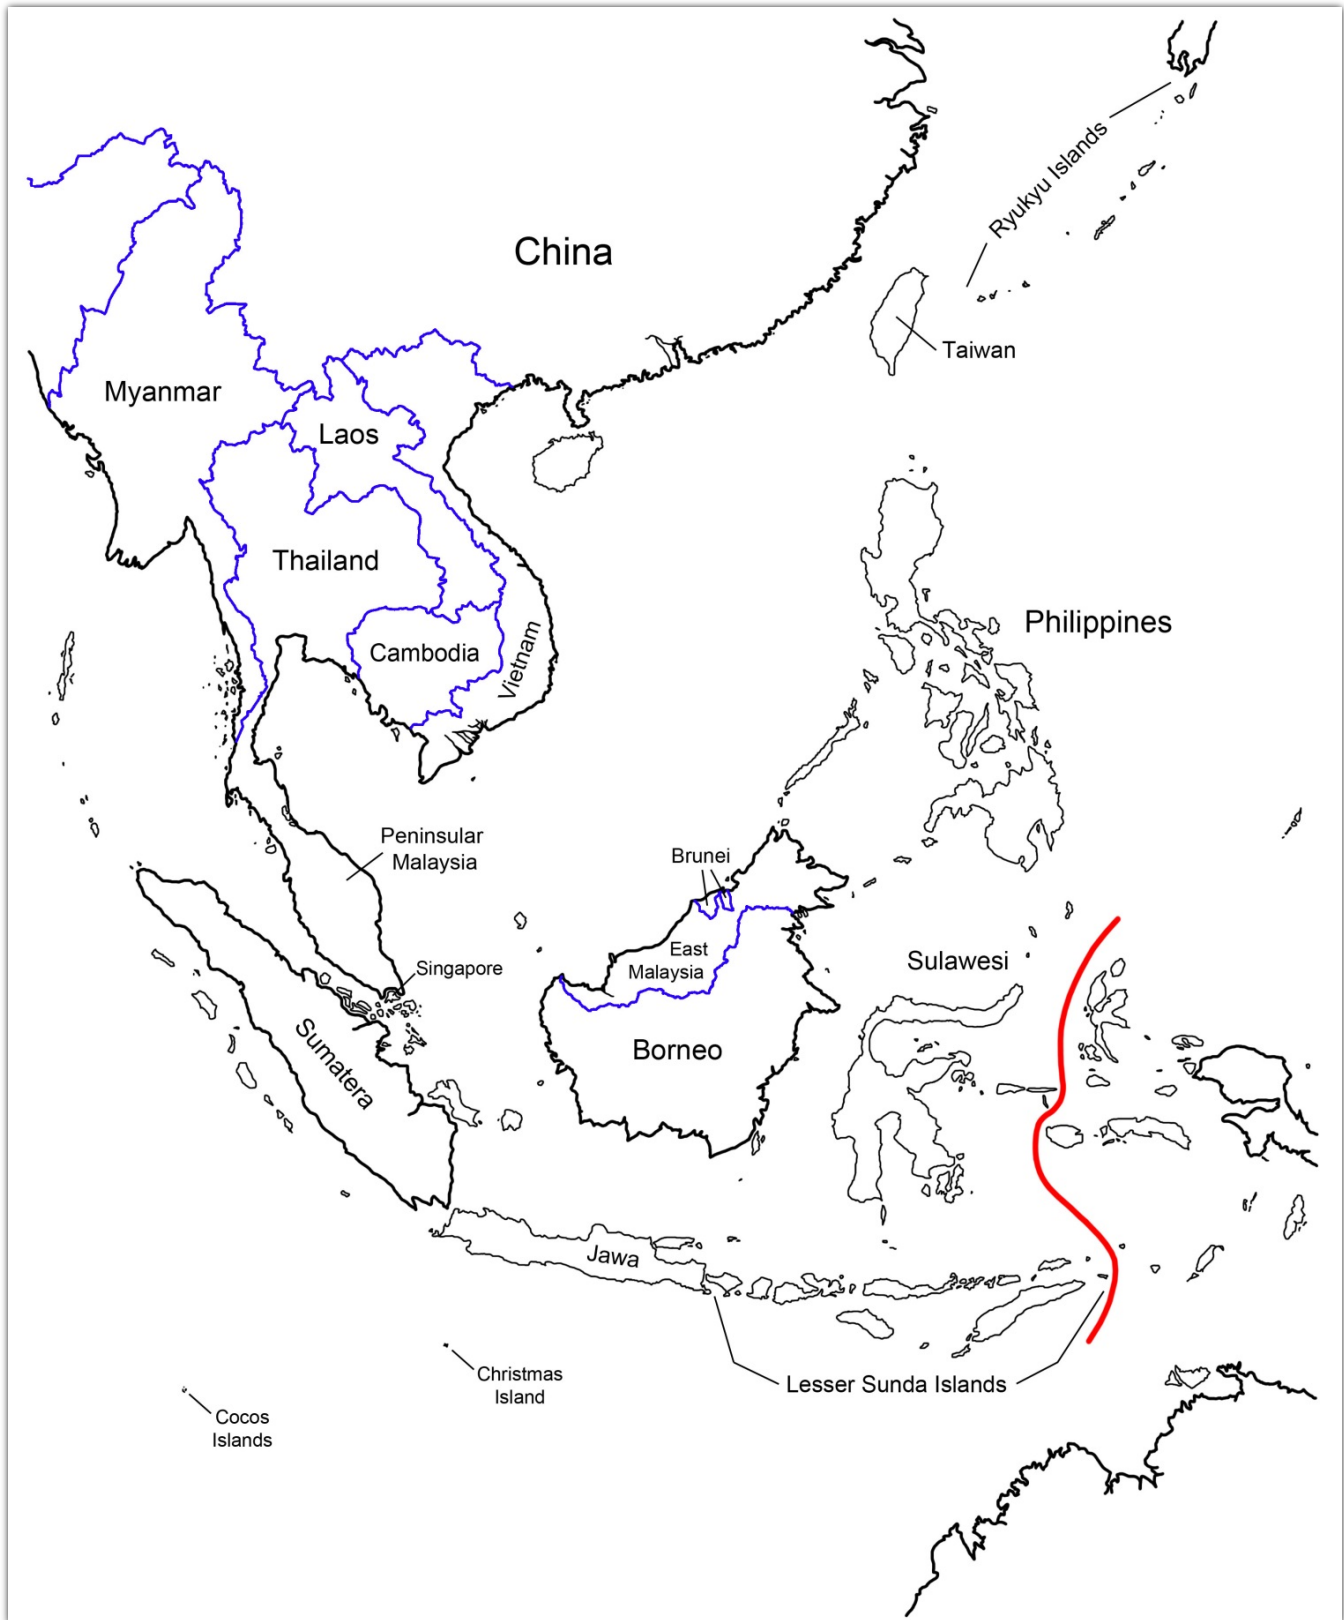 Ryukyu Islands
China
Taiwan
Myanmar
Laos
Thailand
Philippines
Cambodia
Vietnam
Peninsular
Malaysia
Brunei
East
Malaysia
Sulawesi
Singapore
Sumatera
Borneo
Jawa
Lesser Sunda Islands
Christmas
Island
Cocos
Islands